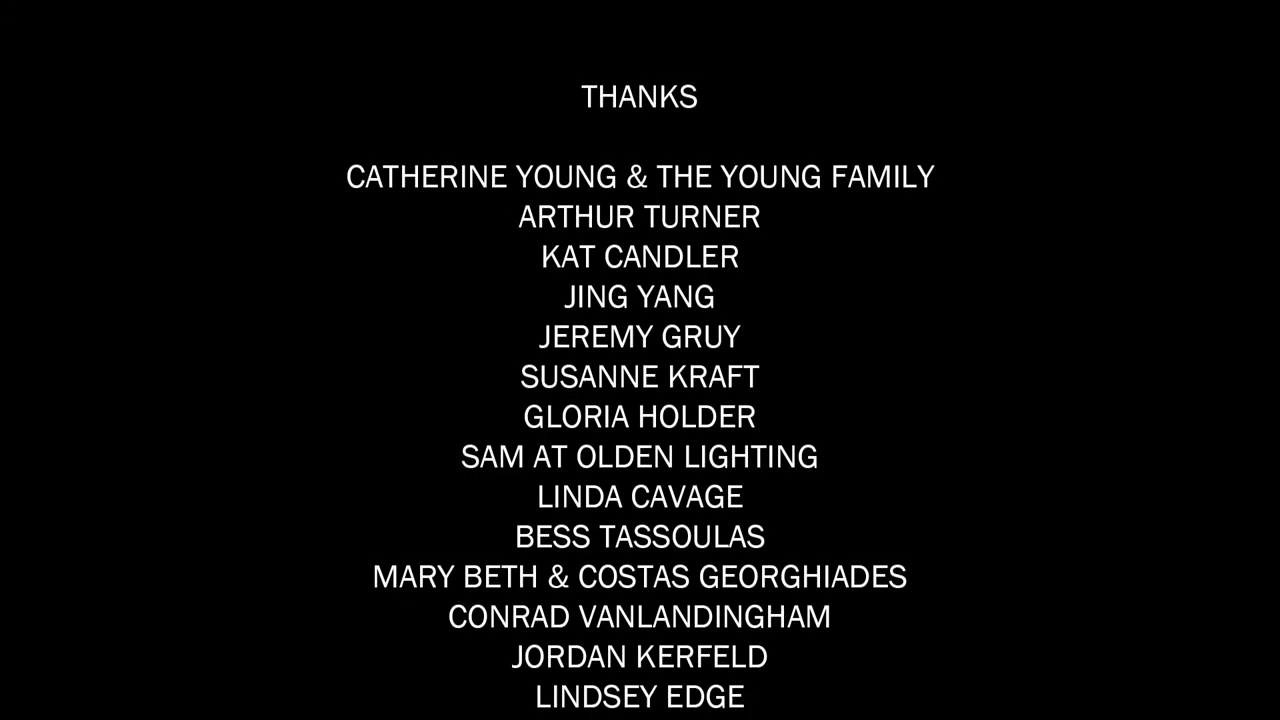 THANKS
CATHERINE YOUNG & THE YOUNG FAMILY
ARTHUR TURNER
KAT CANDLER
JING YANG
JEREMY GRUY
SUSANNE KRAFT
GLORIA HOLDER
SAM AT OLDEN LIGHTING
LINDA CAVAGE
BESS TASSOULAS
MARY BETH & COSTAS GEORGHIADES
CONRAD VANLANDINGHAM
JORDAN KERFELD
LINDSEY EDGE